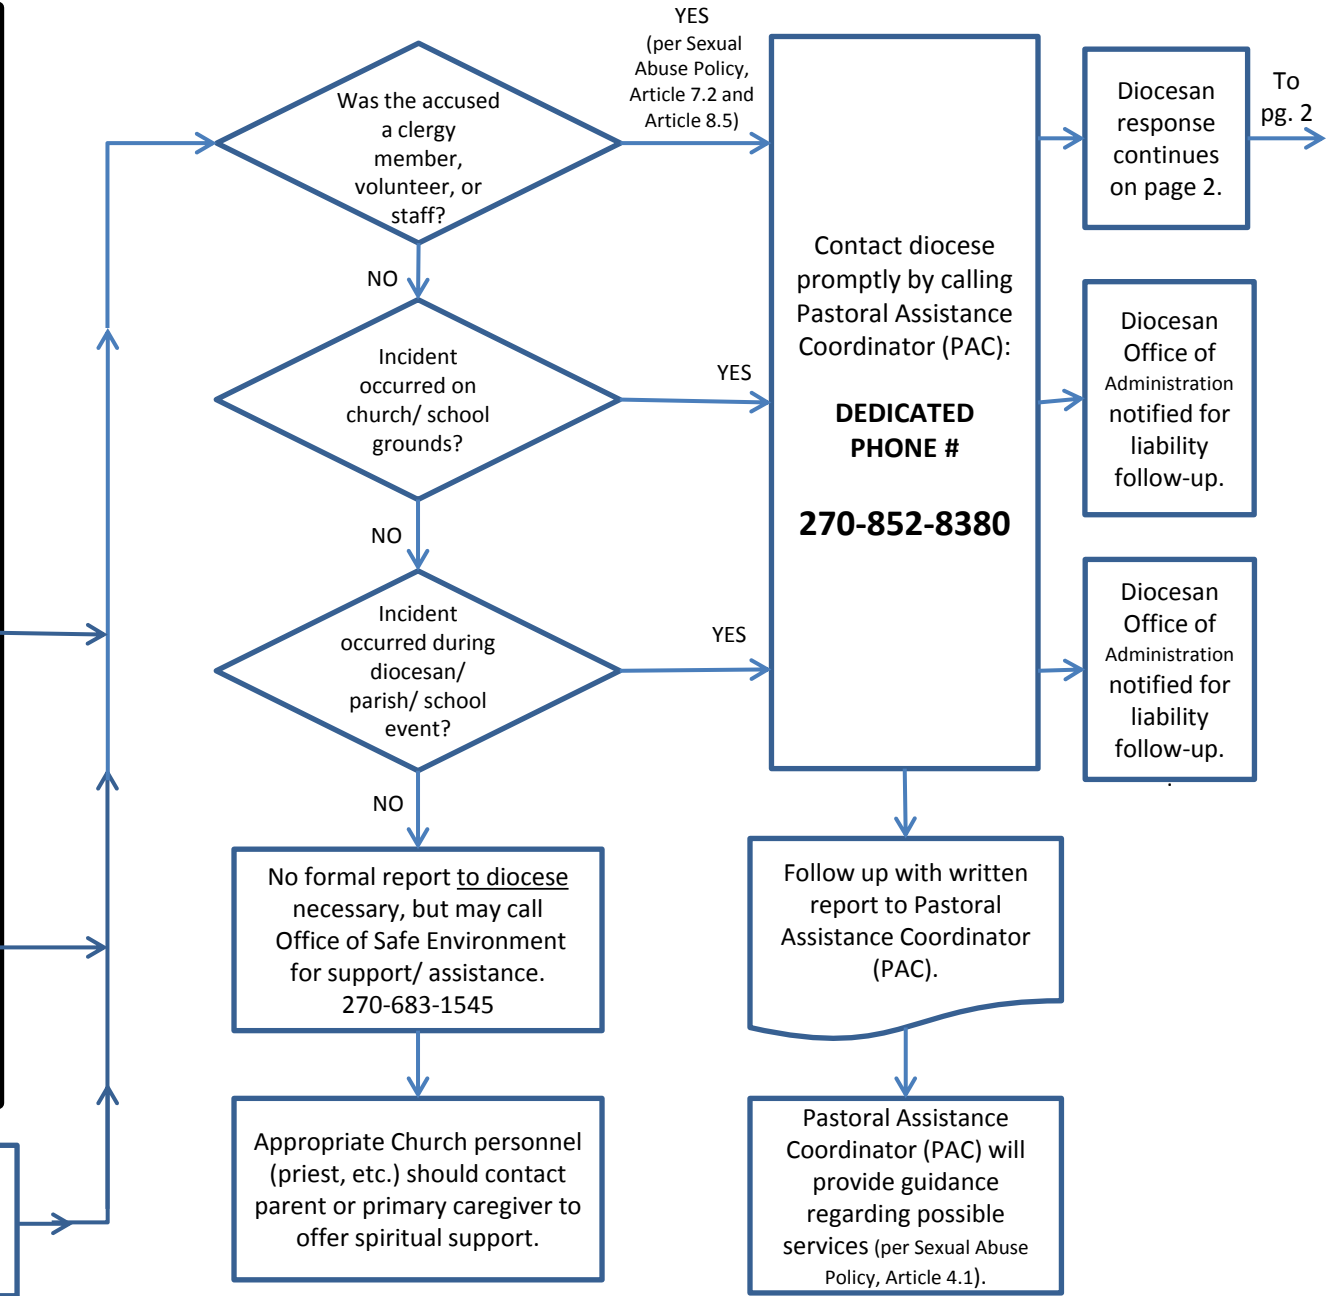 YES
(per Sexual
Abuse Policy,
Article 7.2 and
Article 8.5)
Was the accused
a clergy
member,
volunteer, or
staff?
NO
Incident
occurred on
church/ school
grounds?
YES
NO
Incident
occurred during
diocesan/
parish/ school
event?
YES
NO
No formal report to diocese
necessary, but may call
Office of Safe Environment
for support/ assistance.
270-683-1545
Appropriate Church personnel
(priest, etc.) should contact
parent or primary caregiver to
offer spiritual support.
Contact diocese
promptly by calling
Pastoral Assistance
Coordinator (PAC):
DEDICATED
PHONE #
270-852-8380
Diocesan
response
continues
on page 2.
To
pg. 2
Diocesan
Office of
Administration
notified for
liability
follow-up.
Diocesan
Office of
Administration
notified for
liability
follow-up.
.
Follow up with written
report to Pastoral
Assistance Coordinator
(PAC).
Pastoral Assistance
Coordinator (PAC) will
provide guidance
regarding possible
services (per Sexual Abuse
Policy, Article 4.1).